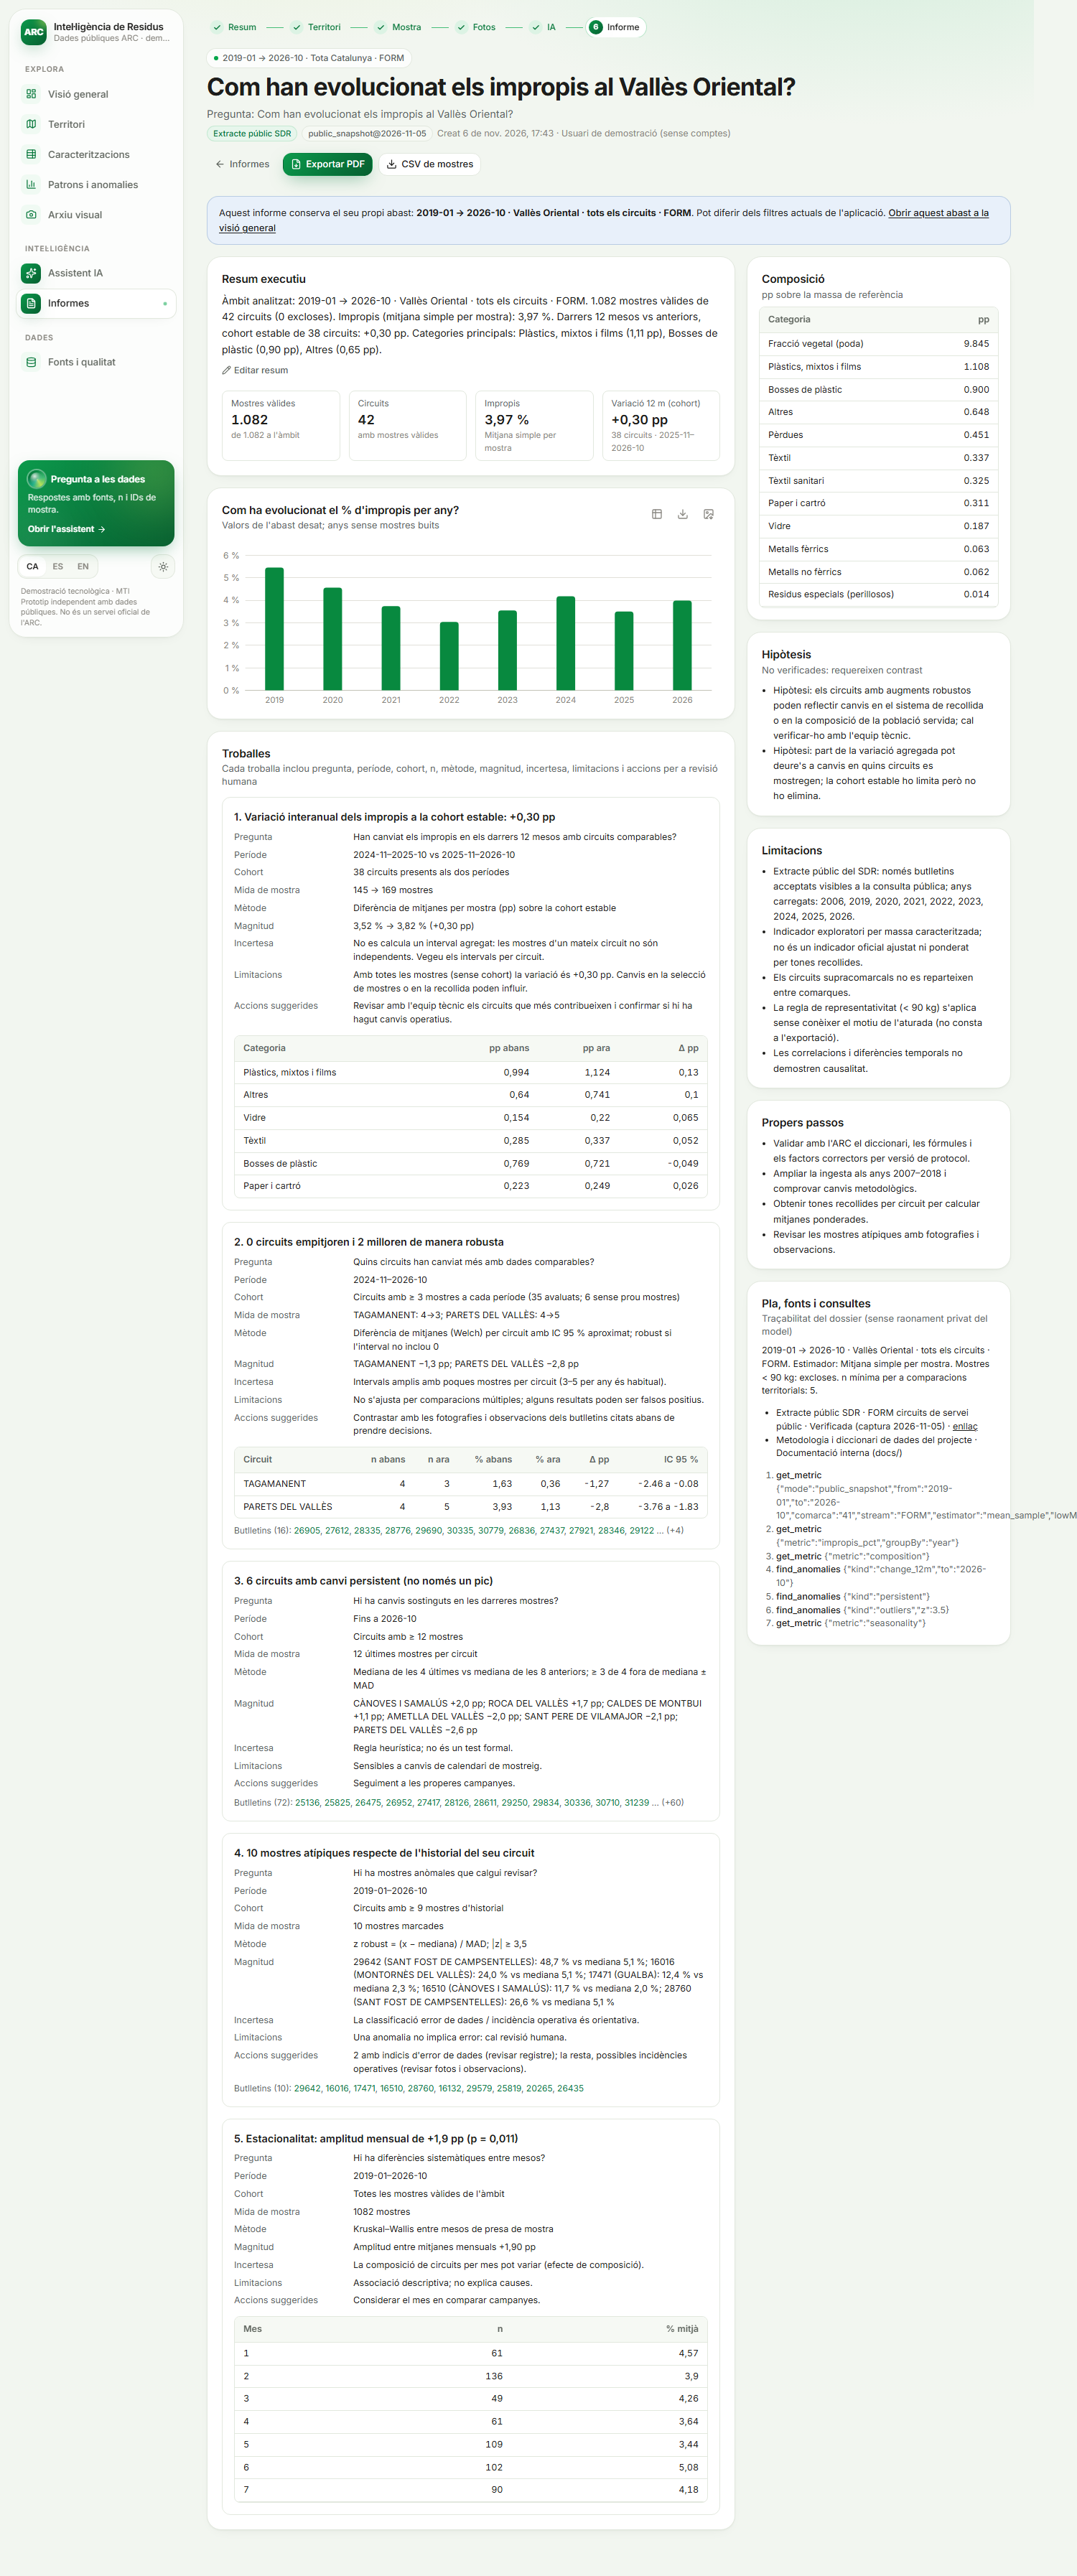 ARC
Intel·ligència de Residus
Dades públiques ARC · dem...
EXPLORA
Visió general
Territori
Caracteritzacions
Patrons i anomalies
Arxiu visual
INTEL·LIGÈNCIA
Assistent IA
Informes
DADES
Fonts i qualitat
Pregunta a les dades
Respostes amb fonts, n i IDs de
mostra.
Obrir l'assistent →
CA ES EN
Demostració tecnològica · MTI
Prototip independent amb dades
públiques. No és un servei oficial de
l'ARC.
Resum Territori Mostra Fotos IA 6 Informe
2019-01 → 2026-10 · Tota Catalunya · FORM
Com han evolucionat els impropis al Vallès Oriental?
Pregunta: Com han evolucionat els impropis al Vallès Oriental?
Extracte públic SDR public_snapshot@2026-11-05 Creat 6 de nov. 2026, 17:43 · Usuari de demostració (sense comptes)
← Informes Exportar PDF CSV de mostres
Aquest informe conserva el seu propi abast: 2019-01 → 2026-10 · Vallès Oriental · tots els circuits · FORM. Pot diferir dels filtres actuals de l'aplicació. Obrir aquest abast a la
visió general
Resum executiu
Àmbit analitzat: 2019-01 → 2026-10 · Vallès Oriental · tots els circuits · FORM. 1.082 mostres vàlides de
42 circuits (0 excloses). Impropis (mitjana simple per mostra): 3,97 %. Darrers 12 mesos vs anteriors,
cohort estable de 38 circuits: +0,30 pp. Categories principals: Plàstics, mixtos i films (1,11 pp), Bosses de
plàstic (0,90 pp), Altres (0,65 pp).
Editar resum
Mostres vàlides
1.082
de 1.082 a l'àmbit
Circuits
42
amb mostres vàlides
Impropis
3,97 %
Mitjana simple per
mostra
Variació 12 m (cohort)
+0,30 pp
38 circuits · 2025-11–
2026-10
Com ha evolucionat el % d'impropis per any?
Valors de l'abast desat; anys sense mostres buits
6 %
5 %
4 %
3 %
2 %
1 %
0 %
2019 2020 2021 2022 2023 2024 2025 2026
Troballes
Cada troballa inclou pregunta, període, cohort, n, mètode, magnitud, incertesa, limitacions i accions per a revisió
humana
1. Variació interanual dels impropis a la cohort estable: +0,30 pp
Pregunta Han canviat els impropis en els darrers 12 mesos amb circuits comparables?
Període 2024-11–2025-10 vs 2025-11–2026-10
Cohort 38 circuits presents als dos períodes
Mida de mostra 145 → 169 mostres
Mètode Diferència de mitjanes per mostra (pp) sobre la cohort estable
Magnitud 3,52 % → 3,82 % (+0,30 pp)
Incertesa No es calcula un interval agregat: les mostres d'un mateix circuit no són
independents. Vegeu els intervals per circuit.
Limitacions Amb totes les mostres (sense cohort) la variació és +0,30 pp. Canvis en la selecció
de mostres o en la recollida poden influir.
Accions suggerides Revisar amb l'equip tècnic els circuits que més contribueixen i confirmar si hi ha
hagut canvis operatius.
Categoria pp abans pp ara Δ pp
Plàstics, mixtos i films 0,994 1,124 0,13
Altres 0,64 0,741 0,1
Vidre 0,154 0,22 0,065
Tèxtil 0,285 0,337 0,052
Bosses de plàstic 0,769 0,721 -0,049
Paper i cartró 0,223 0,249 0,026
2. 0 circuits empitjoren i 2 milloren de manera robusta
Pregunta Quins circuits han canviat més amb dades comparables?
Període 2024-11–2026-10
Cohort Circuits amb ≥ 3 mostres a cada període (35 avaluats; 6 sense prou mostres)
Mida de mostra TAGAMANENT: 4→3; PARETS DEL VALLÈS: 4→5
Mètode Diferència de mitjanes (Welch) per circuit amb IC 95 % aproximat; robust si
l'interval no inclou 0
Magnitud TAGAMANENT −1,3 pp; PARETS DEL VALLÈS −2,8 pp
Incertesa Intervals amplis amb poques mostres per circuit (3–5 per any és habitual).
Limitacions No s'ajusta per comparacions múltiples; alguns resultats poden ser falsos positius.
Accions suggerides Contrastar amb les fotografies i observacions dels butlletins citats abans de
prendre decisions.
Circuit n abans n ara % abans % ara Δ pp IC 95 %
TAGAMANENT 4 3 1,63 0,36 -1,27 -2.46 a -0.08
PARETS DEL VALLÈS 4 5 3,93 1,13 -2,8 -3.76 a -1.83
Butlletins (16): 26905, 27612, 28335, 28776, 29690, 30335, 30779, 26836, 27437, 27921, 28346, 29122 … (+4)
3. 6 circuits amb canvi persistent (no només un pic)
Pregunta Hi ha canvis sostinguts en les darreres mostres?
Període Fins a 2026-10
Cohort Circuits amb ≥ 12 mostres
Mida de mostra 12 últimes mostres per circuit
Mètode Mediana de les 4 últimes vs mediana de les 8 anteriors; ≥ 3 de 4 fora de mediana ±
MAD
Magnitud CÀNOVES I SAMALÚS +2,0 pp; ROCA DEL VALLÈS +1,7 pp; CALDES DE MONTBUI
+1,1 pp; AMETLLA DEL VALLÈS −2,0 pp; SANT PERE DE VILAMAJOR −2,1 pp;
PARETS DEL VALLÈS −2,6 pp
Incertesa Regla heurística; no és un test formal.
Limitacions Sensibles a canvis de calendari de mostreig.
Accions suggerides Seguiment a les properes campanyes.
Butlletins (72): 25136, 25825, 26475, 26952, 27417, 28126, 28611, 29250, 29834, 30336, 30710, 31239 … (+60)
4. 10 mostres atípiques respecte de l'historial del seu circuit
Pregunta Hi ha mostres anòmales que calgui revisar?
Període 2019-01–2026-10
Cohort Circuits amb ≥ 9 mostres d'historial
Mida de mostra 10 mostres marcades
Mètode z robust = (x − mediana) / MAD; |z| ≥ 3,5
Magnitud 29642 (SANT FOST DE CAMPSENTELLES): 48,7 % vs mediana 5,1 %; 16016
(MONTORNÈS DEL VALLÈS): 24,0 % vs mediana 5,1 %; 17471 (GUALBA): 12,4 % vs
mediana 2,3 %; 16510 (CÀNOVES I SAMALÚS): 11,7 % vs mediana 2,0 %; 28760
(SANT FOST DE CAMPSENTELLES): 26,6 % vs mediana 5,1 %
Incertesa La classificació error de dades / incidència operativa és orientativa.
Limitacions Una anomalia no implica error: cal revisió humana.
Accions suggerides 2 amb indicis d'error de dades (revisar registre); la resta, possibles incidències
operatives (revisar fotos i observacions).
Butlletins (10): 29642, 16016, 17471, 16510, 28760, 16132, 29579, 25819, 20265, 26435
5. Estacionalitat: amplitud mensual de +1,9 pp (p = 0,011)
Pregunta Hi ha diferències sistemàtiques entre mesos?
Període 2019-01–2026-10
Cohort Totes les mostres vàlides de l'àmbit
Mida de mostra 1082 mostres
Mètode Kruskal–Wallis entre mesos de presa de mostra
Magnitud Amplitud entre mitjanes mensuals +1,90 pp
Incertesa La composició de circuits per mes pot variar (efecte de composició).
Limitacions Associació descriptiva; no explica causes.
Accions suggerides Considerar el mes en comparar campanyes.
Mes n % mitjà
1 61 4,57
2 136 3,9
3 49 4,26
4 61 3,64
5 109 3,44
6 102 5,08
7 90 4,18
Composició
pp sobre la massa de referència
Categoria pp
Fracció vegetal (poda) 9.845
Plàstics, mixtos i films 1.108
Bosses de plàstic 0.900
Altres 0.648
Pèrdues 0.451
Tèxtil 0.337
Tèxtil sanitari 0.325
Paper i cartró 0.311
Vidre 0.187
Metalls fèrrics 0.063
Metalls no fèrrics 0.062
Residus especials (perillosos) 0.014
Hipòtesis
No verificades: requereixen contrast
• Hipòtesi: els circuits amb augments robustos
poden reflectir canvis en el sistema de recollida
o en la composició de la població servida; cal
verificar-ho amb l'equip tècnic.
• Hipòtesi: part de la variació agregada pot
deure's a canvis en quins circuits es
mostregen; la cohort estable ho limita però no
ho elimina.
Limitacions
• Extracte públic del SDR: només butlletins
acceptats visibles a la consulta pública; anys
carregats: 2006, 2019, 2020, 2021, 2022, 2023,
2024, 2025, 2026.
• Indicador exploratori per massa caracteritzada;
no és un indicador oficial ajustat ni ponderat
per tones recollides.
• Els circuits supracomarcals no es reparteixen
entre comarques.
• La regla de representativitat (< 90 kg) s'aplica
sense conèixer el motiu de l'aturada (no consta
a l'exportació).
• Les correlacions i diferències temporals no
demostren causalitat.
Propers passos
• Validar amb l'ARC el diccionari, les fórmules i
els factors correctors per versió de protocol.
• Ampliar la ingesta als anys 2007–2018 i
comprovar canvis metodològics.
• Obtenir tones recollides per circuit per calcular
mitjanes ponderades.
• Revisar les mostres atípiques amb fotografies i
observacions.
Pla, fonts i consultes
Traçabilitat del dossier (sense raonament privat del
model)
2019-01 → 2026-10 · Vallès Oriental · tots els circuits ·
FORM. Estimador: Mitjana simple per mostra. Mostres
< 90 kg: excloses. n mínima per a comparacions
territorials: 5.
• Extracte públic SDR · FORM circuits de servei
públic · Verificada (captura 2026-11-05) · enllaç
• Metodologia i diccionari de dades del projecte ·
Documentació interna (docs/)
1. get_metric
{"mode":"public_snapshot","from":"2019-
01","to":"2026-
10","comarca":"41","stream":"FORM","estimator":"mean_sample","lowM
2. get_metric
{"metric":"impropis_pct","groupBy":"year"}
3. get_metric {"metric":"composition"}
4. find_anomalies {"kind":"change_12m","to":"2026-
10"}
5. find_anomalies {"kind":"persistent"}
6. find_anomalies {"kind":"outliers","z":3.5}
7. get_metric {"metric":"seasonality"}